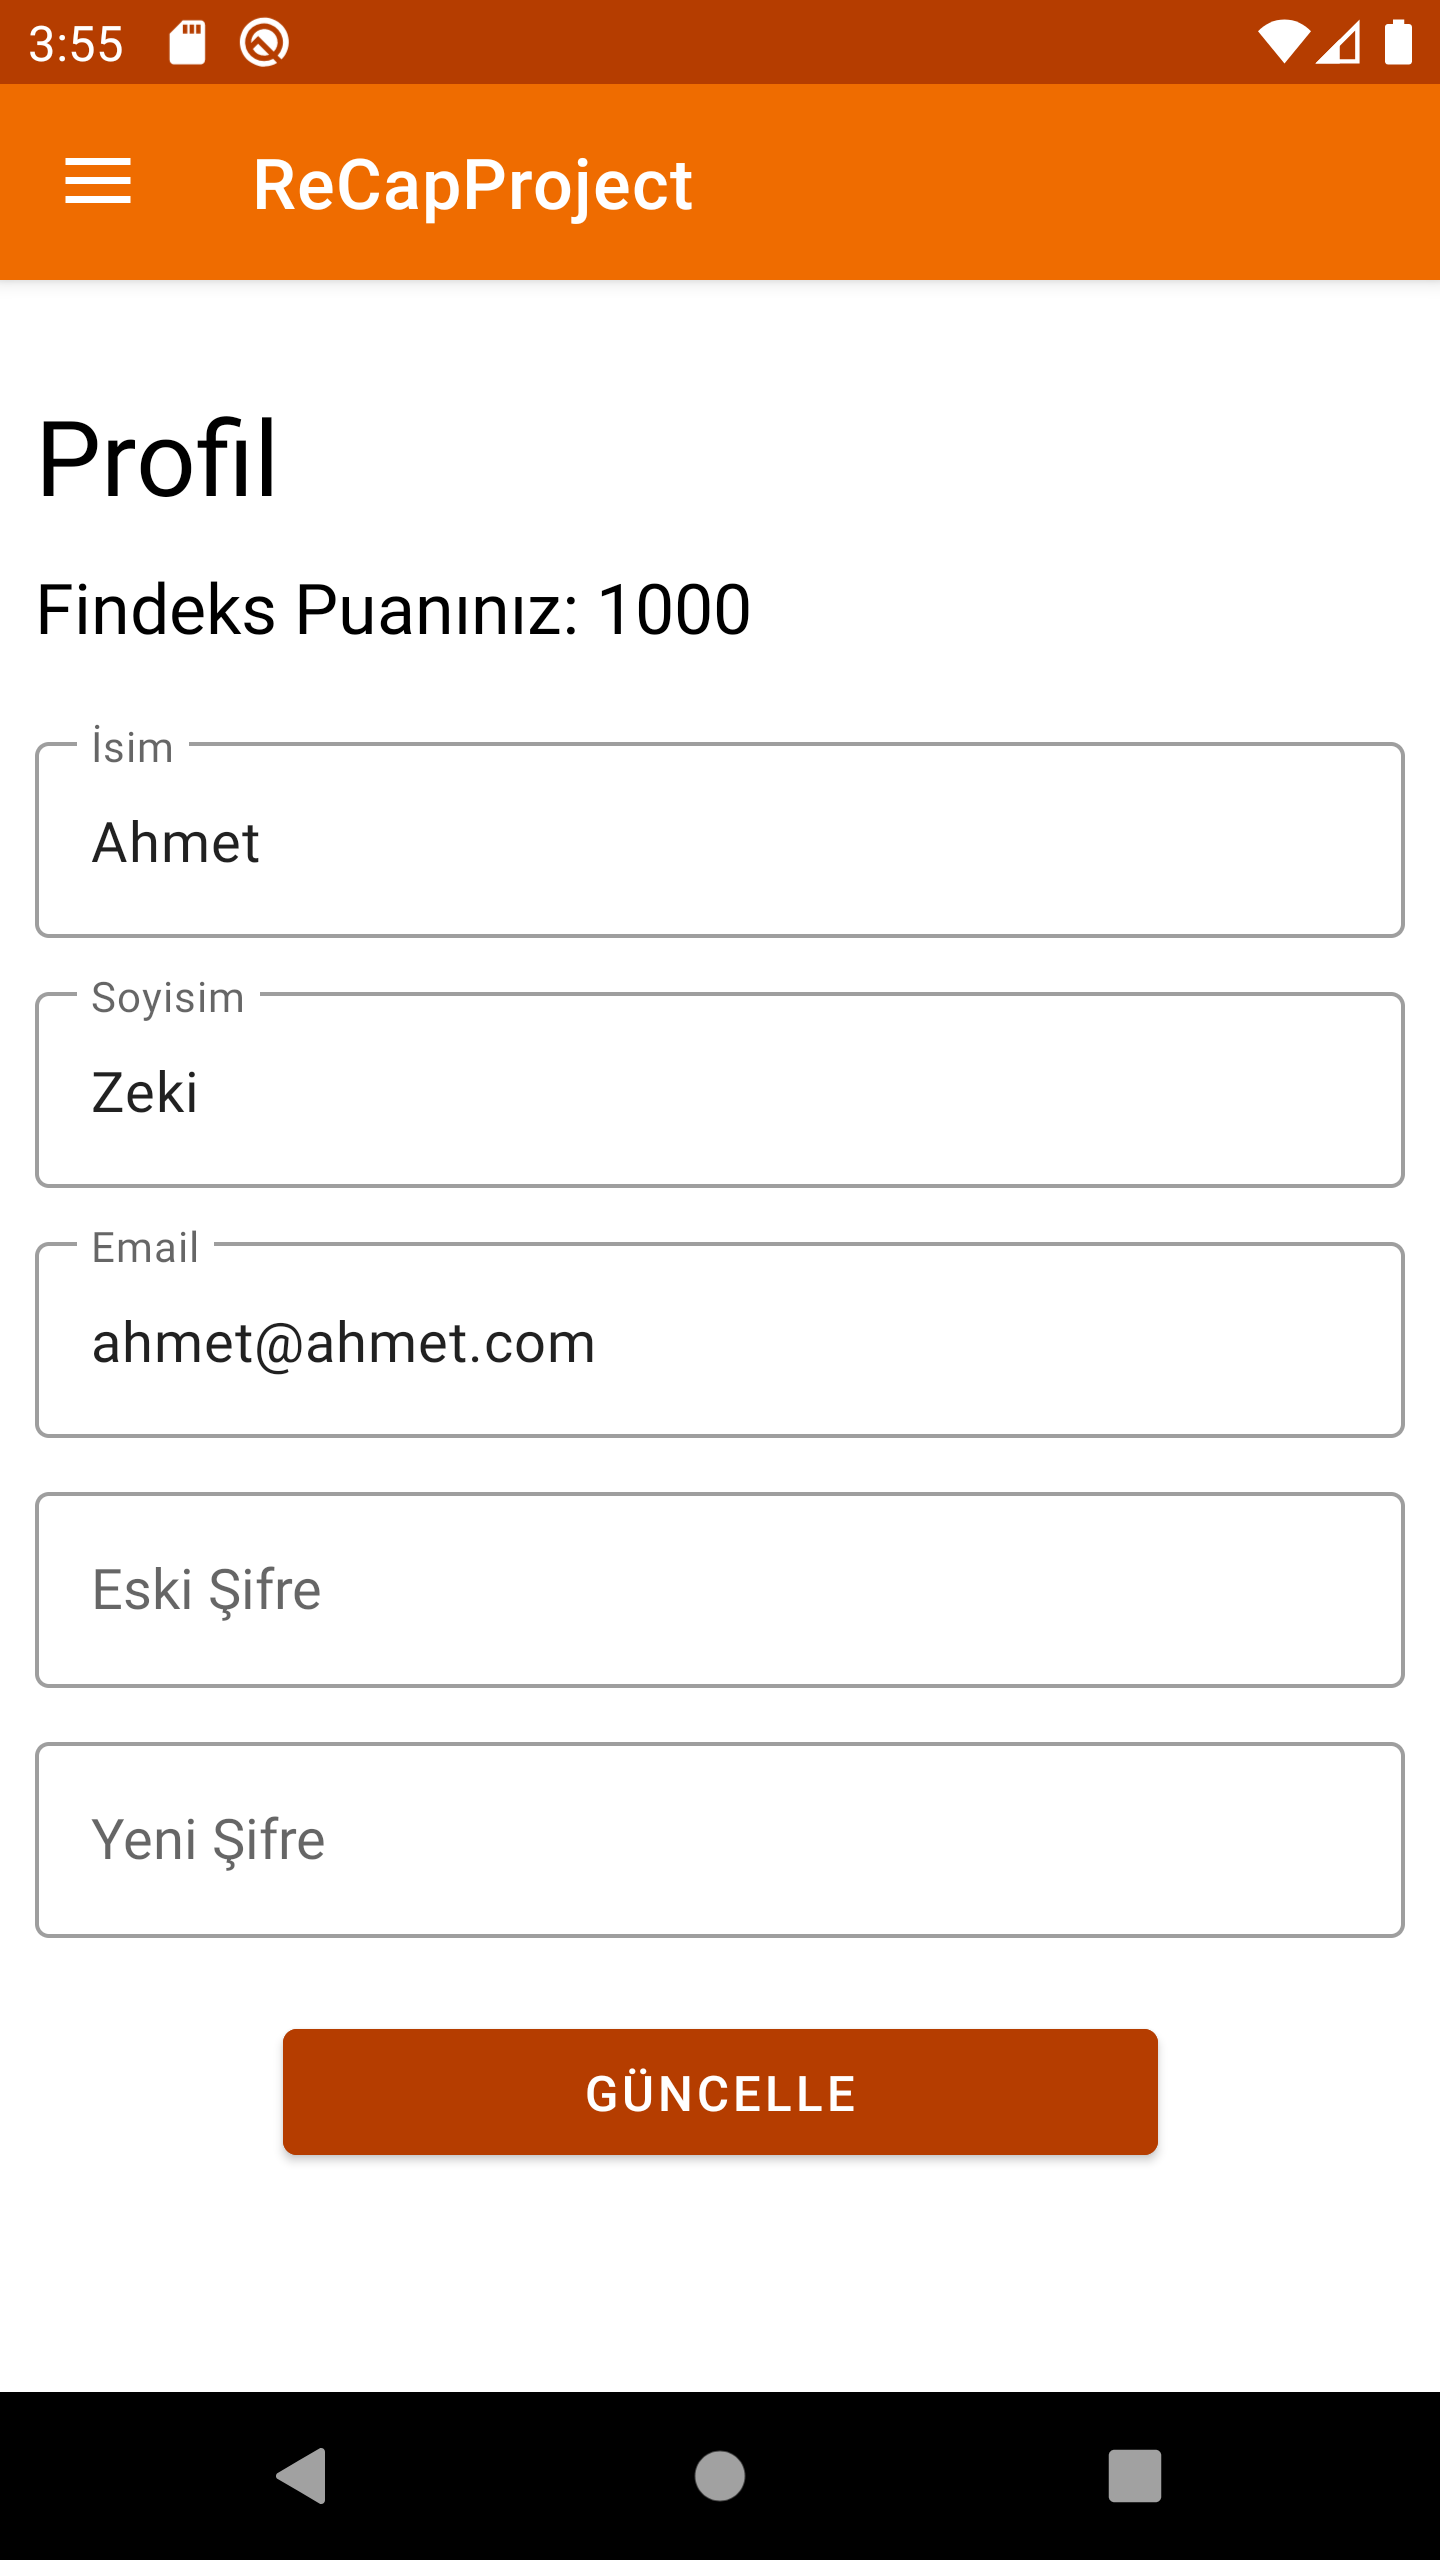 3:55
ReCapProject
Profil
Findeks Puanınız: 1000
İsim
Ahmet
Soyisim
Zeki
Email
ahmet@ahmet.com
Eski Şifre
Yeni Şifre
GÜNCELLE